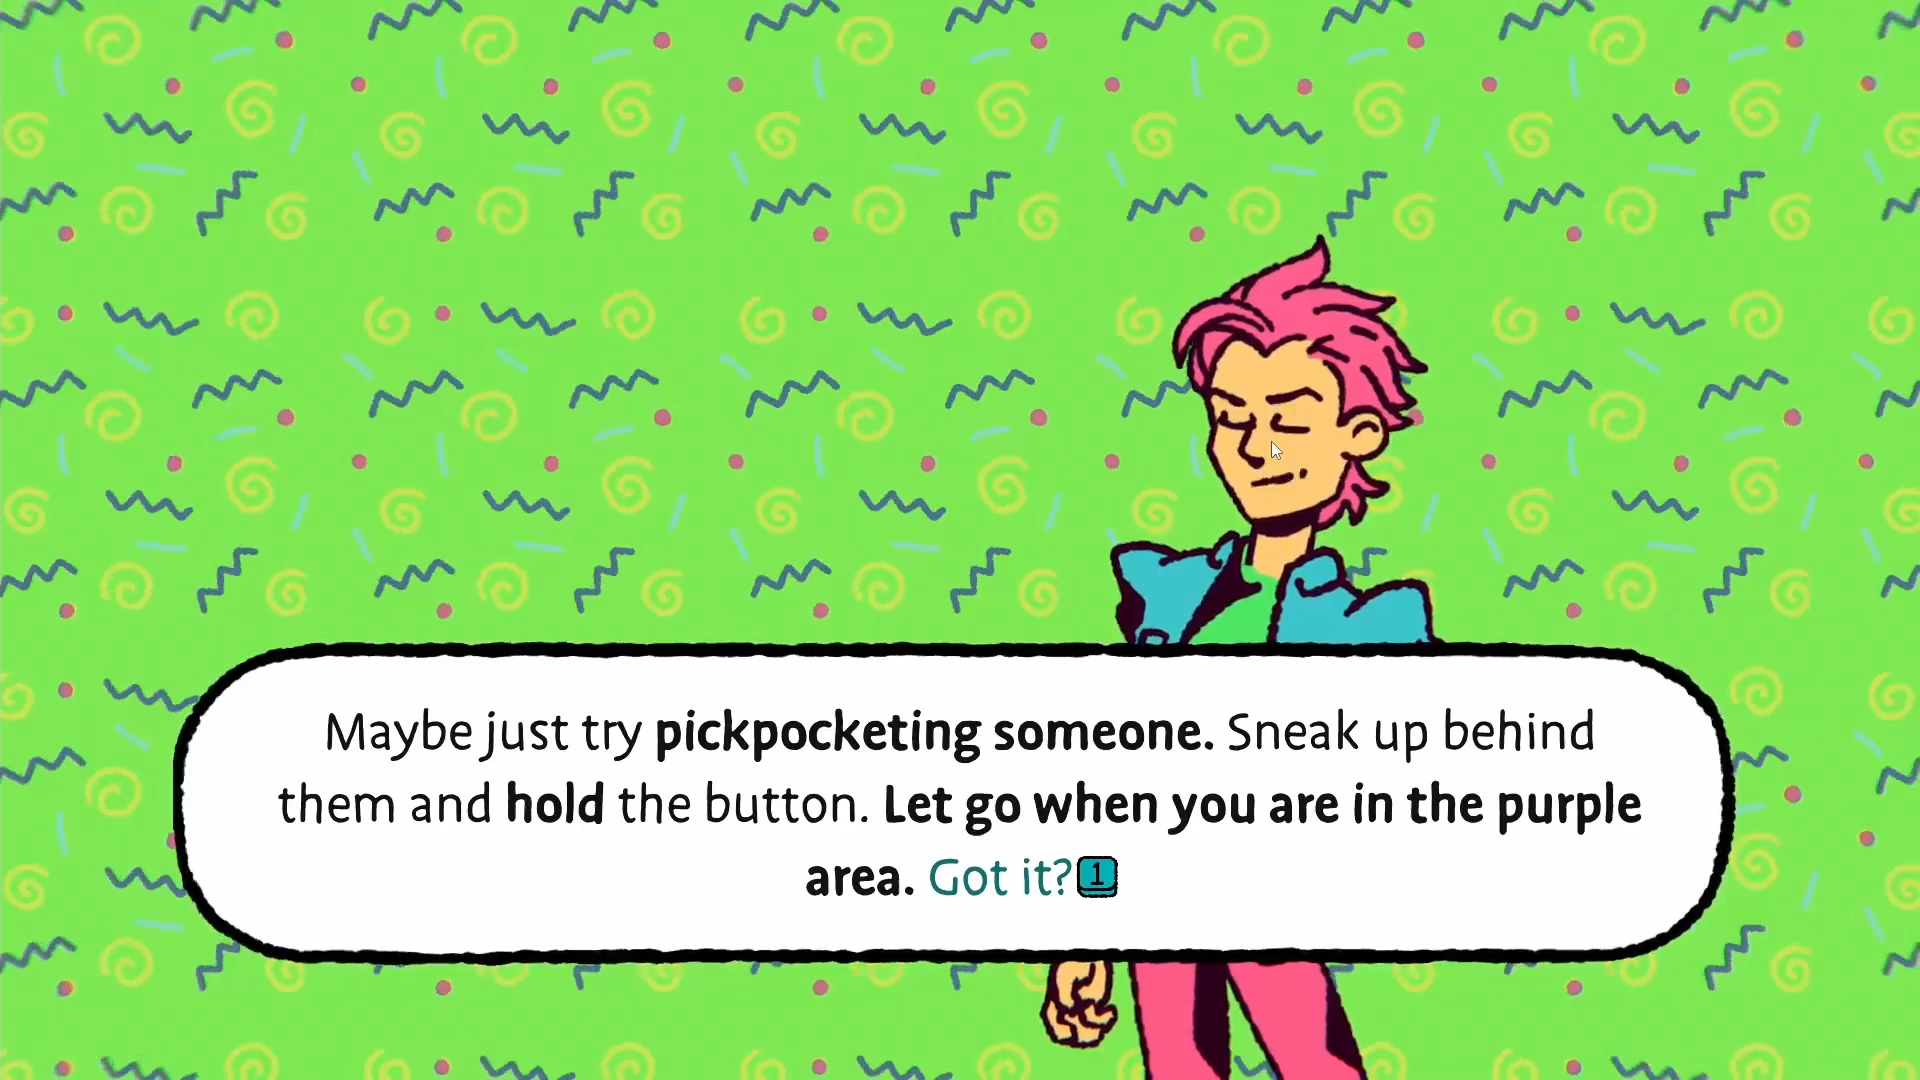 Maybe just try pickpocketing someone. Sneak up behind
them and hold the button. Let go when you are in the purple
area. Got it? 1